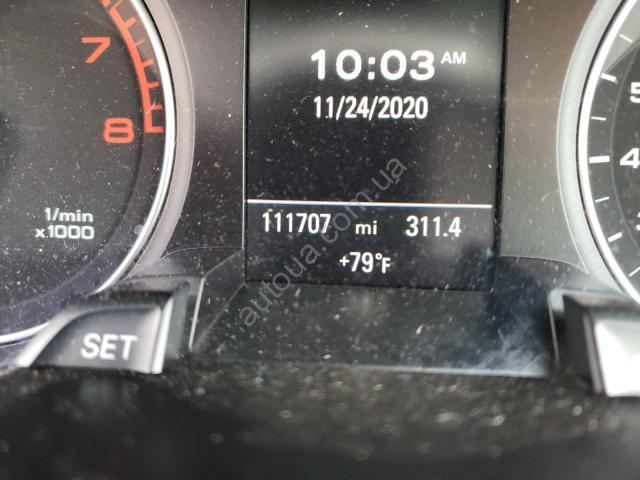 7
8
1/min
x1000
10:03 AM
11/24/2020
111707 mi 311.4
+79°F
SET
5
4
autoua.com.ua